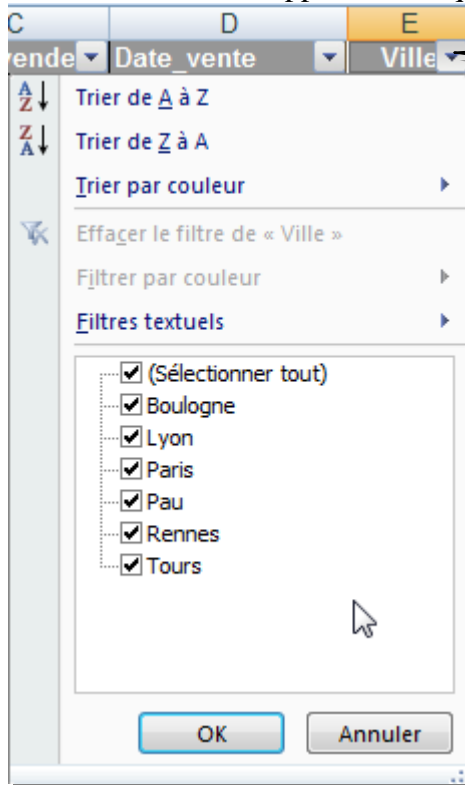 C D E
vende Date_vente Ville
Trier de A à Z
Trier de Z à A
Trier par couleur
Effacer le filtre de « Ville »
Filtrer par couleur
Filtres textuels
(Sélectionner tout)
Boulogne
Lyon
Paris
Pau
Rennes
Tours
OK Annuler